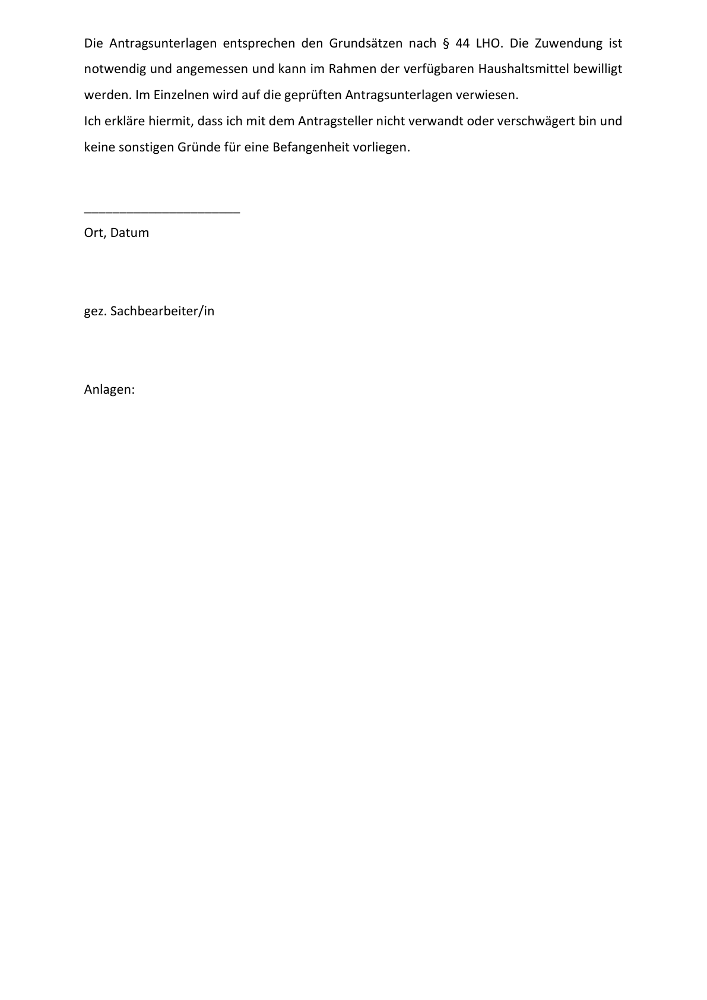 Die Antragsunterlagen entsprechen den Grundsätzen nach § 44 LHO. Die Zuwendung ist
notwendig und angemessen und kann im Rahmen der verfügbaren Haushaltsmittel bewilligt
werden. Im Einzelnen wird auf die geprüften Antragsunterlagen verwiesen.
Ich erkläre hiermit, dass ich mit dem Antragsteller nicht verwandt oder verschwägert bin und
keine sonstigen Gründe für eine Befangenheit vorliegen.
______________________
Ort, Datum
gez. Sachbearbeiter/in
Anlagen: